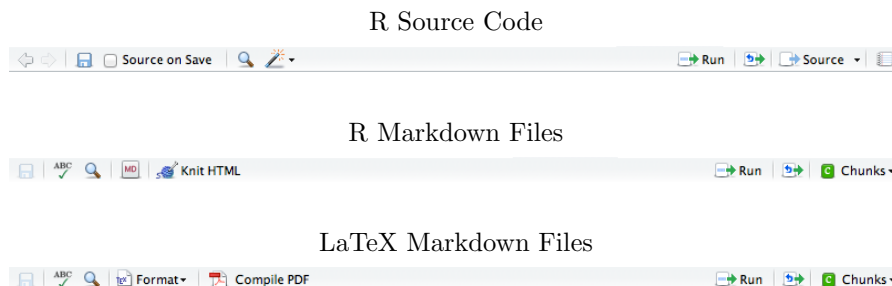 R Source Code
Source on Save Run Source
R Markdown Files
ABC MD Knit HTML Run C Chunks
LaTeX Markdown Files
ABC TEX Format Compile PDF Run C Chunks